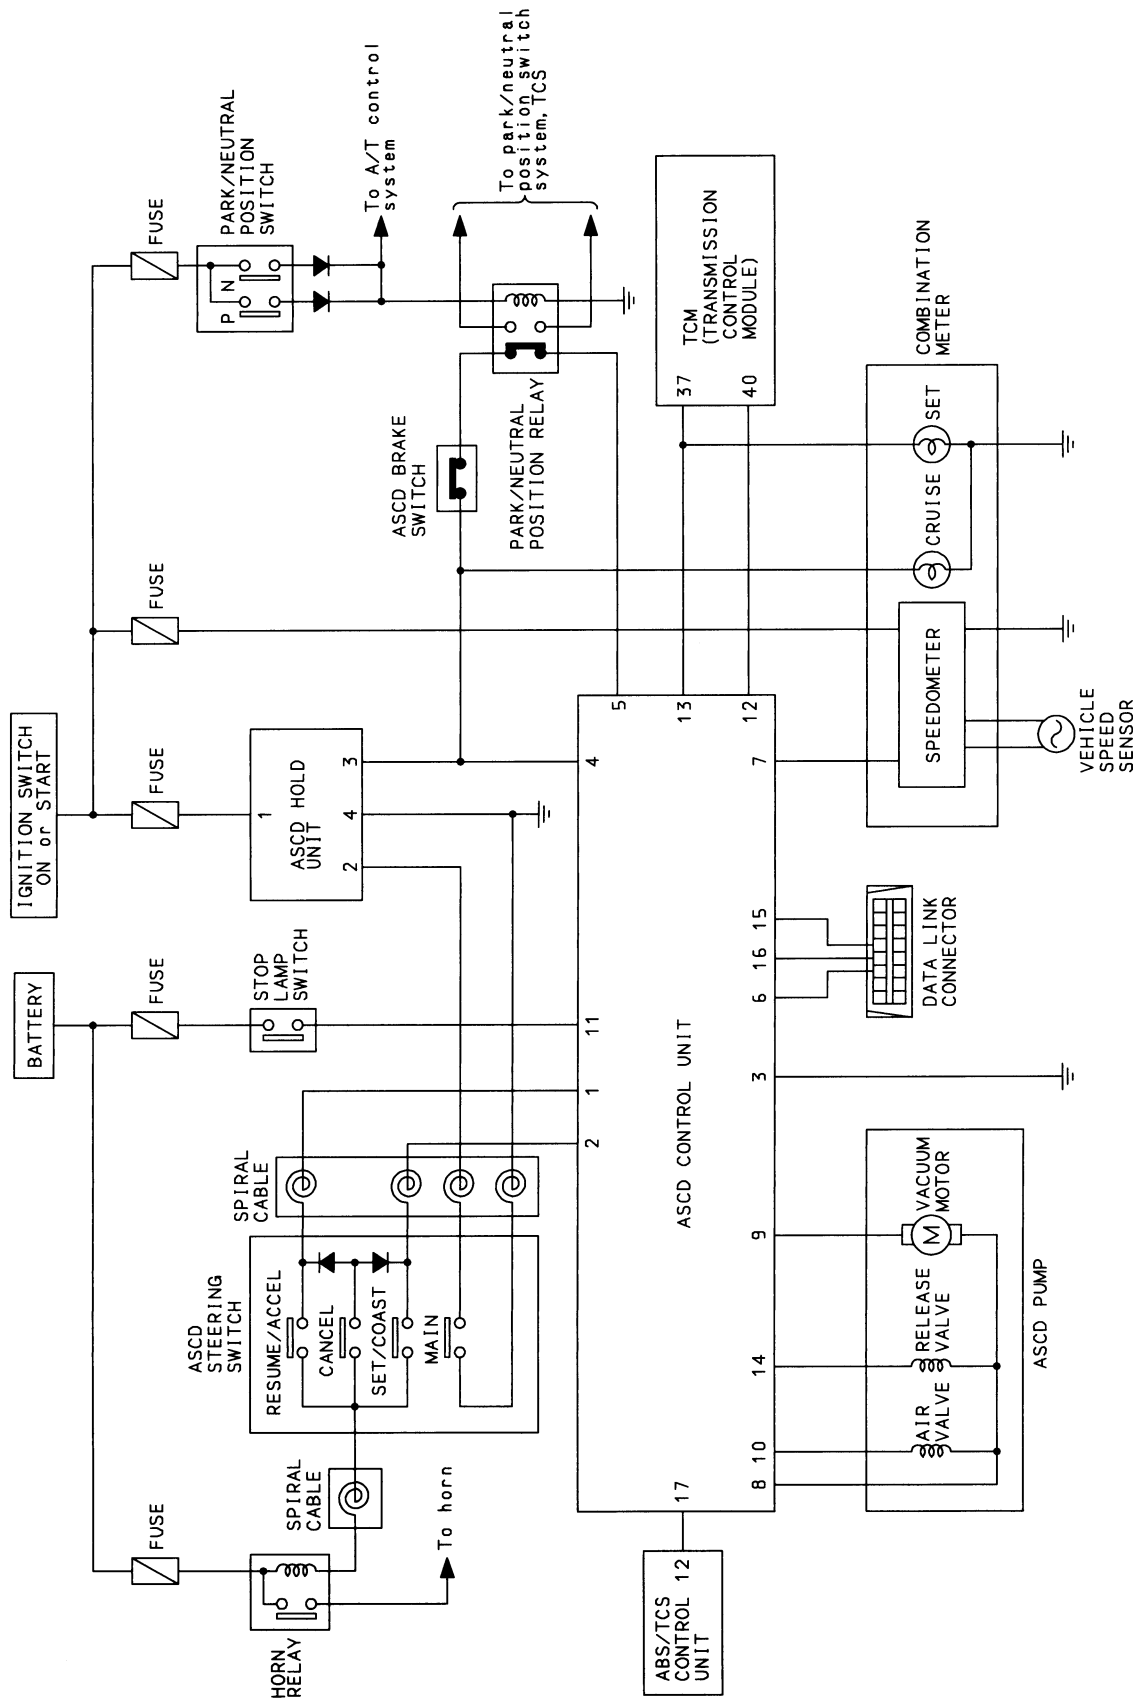 IGNITION SWITCH
ON or START
BATTERY
FUSE
FUSE
FUSE
FUSE
FUSE
HORN
RELAY
SPIRAL
CABLE
To horn
ASCD
STEERING
SWITCH
RESUME/ACCEL
CANCEL
SET/COAST
MAIN
SPIRAL
CABLE
STOP
LAMP
SWITCH
ASCD HOLD
UNIT
1
2
4
3
PARK/NEUTRAL
POSITION
SWITCH
P
N
To A/T control
system
To park/neutral
position switch
system, TCS
ASCD BRAKE
SWITCH
PARK/NEUTRAL
POSITION RELAY
ABS/TCS
CONTROL 12
UNIT
ASCD CONTROL UNIT
17
2
1
11
4
5
13
12
8
10
14
9
3
6
16
15
7
TCM
(TRANSMISSION
CONTROL
MODULE)
37
40
ASCD PUMP
AIR
VALVE
RELEASE
VALVE
M
VACUUM
MOTOR
DATA LINK
CONNECTOR
COMBINATION
METER
SPEEDOMETER
CRUISE
SET
VEHICLE
SPEED
SENSOR